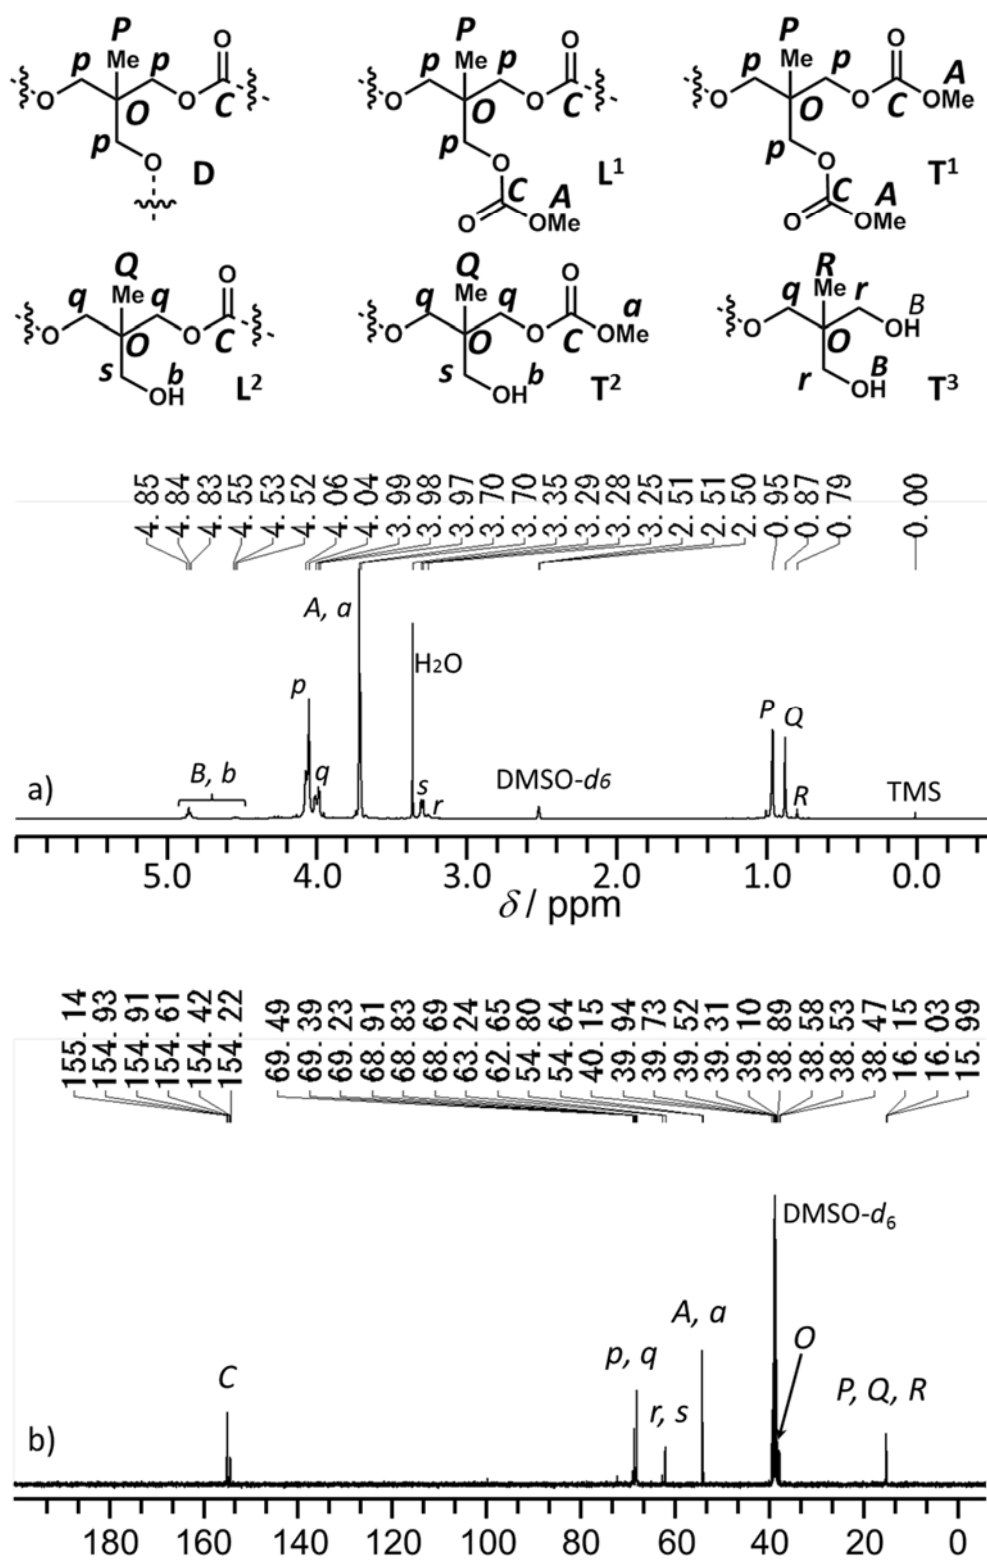 P P P
p Me p O p Me p O p Me p O A
O O C O O C O O C OMe
O O O
p O p O p O
D C A L¹ C A T¹
O OMe O OMe
Q Q R
q Me q O q Me q O a q Me r B
O O C O O C OMe O OH
O O O
s b s b r B
OH L² OH T² OH T³
4.85 4.84 4.83 4.55 4.53 4.52 4.06 4.04 3.99 3.98 3.97 3.70 3.70 3.35 3.29 3.28 3.25 2.51 2.51 2.50 0.95 0.87 0.79 0.00
A, a
H2O
p
P Q
B, b q s r DMSO-d6 R TMS
a)
5.0 4.0 3.0 2.0 1.0 0.0
δ / ppm
155.14 154.93 154.91 154.61 154.42 154.22 69.49 69.39 69.23 68.91 68.83 68.69 63.24 62.65 54.80 54.64 40.15 39.94 39.73 39.52 39.31 39.10 38.89 38.58 38.53 38.47 16.15 16.03 15.99
DMSO-d₆
A, a
O
p, q
C P, Q, R
r, s
b)
180 160 140 120 100 80 60 40 20 0